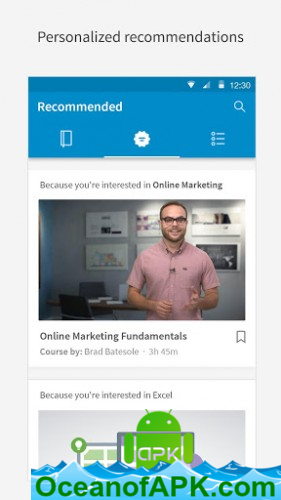 Personalized recommendations
12:30
Recommended
Because you're interested in Online Marketing
Online Marketing Fundamentals
Course by: Brad Batesole · 3h 45m
Because you're interested in Excel
APK
OceanofAPK.com